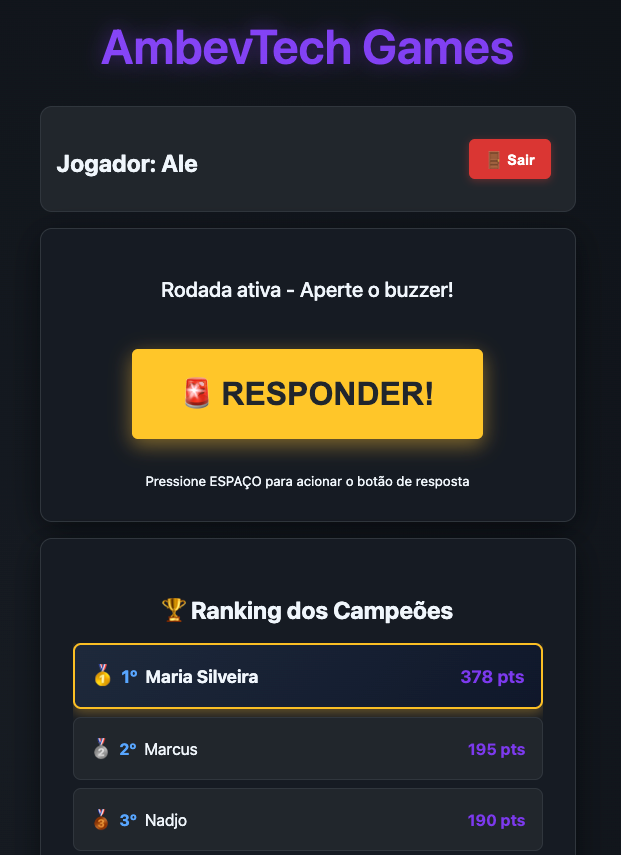 AmbevTech Games
Jogador: Ale
Sair
Rodada ativa - Aperte o buzzer!
RESPONDER!
Pressione ESPAÇO para acionar o botão de resposta
Ranking dos Campeões
1º Maria Silveira 378 pts
2º Marcus 195 pts
3º Nadjo 190 pts